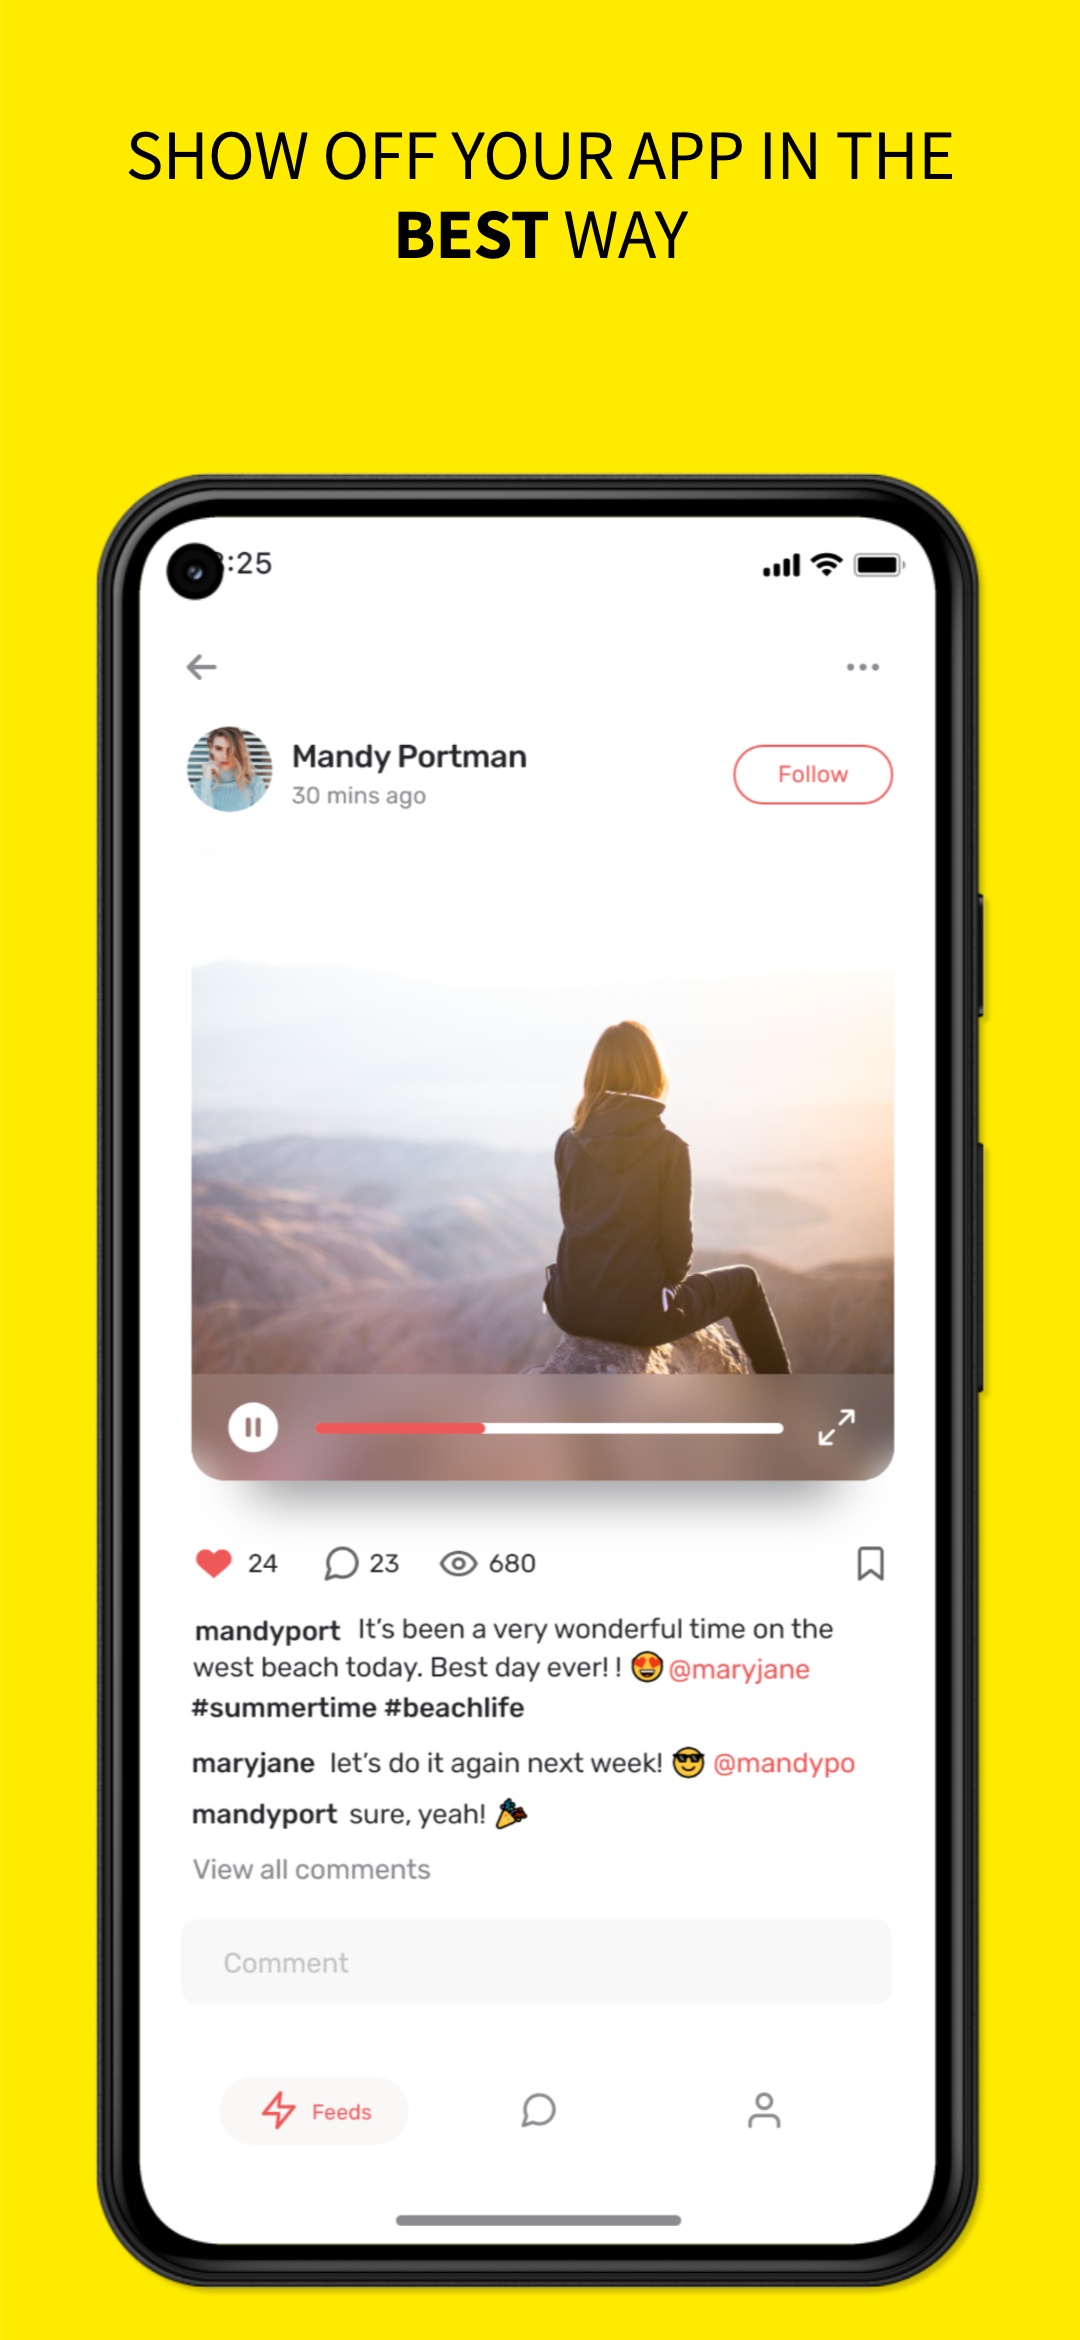 SHOW OFF YOUR APP IN THE
BEST WAY
:25
Mandy Portman
30 mins ago
Follow
24
23
680
mandyport It’s been a very wonderful time on the
west beach today. Best day ever! ! 😍 @maryjane
#summertime #beachlife
maryjane let’s do it again next week! 😎 @mandypo
mandyport sure, yeah! 🎉
View all comments
Comment
Feeds